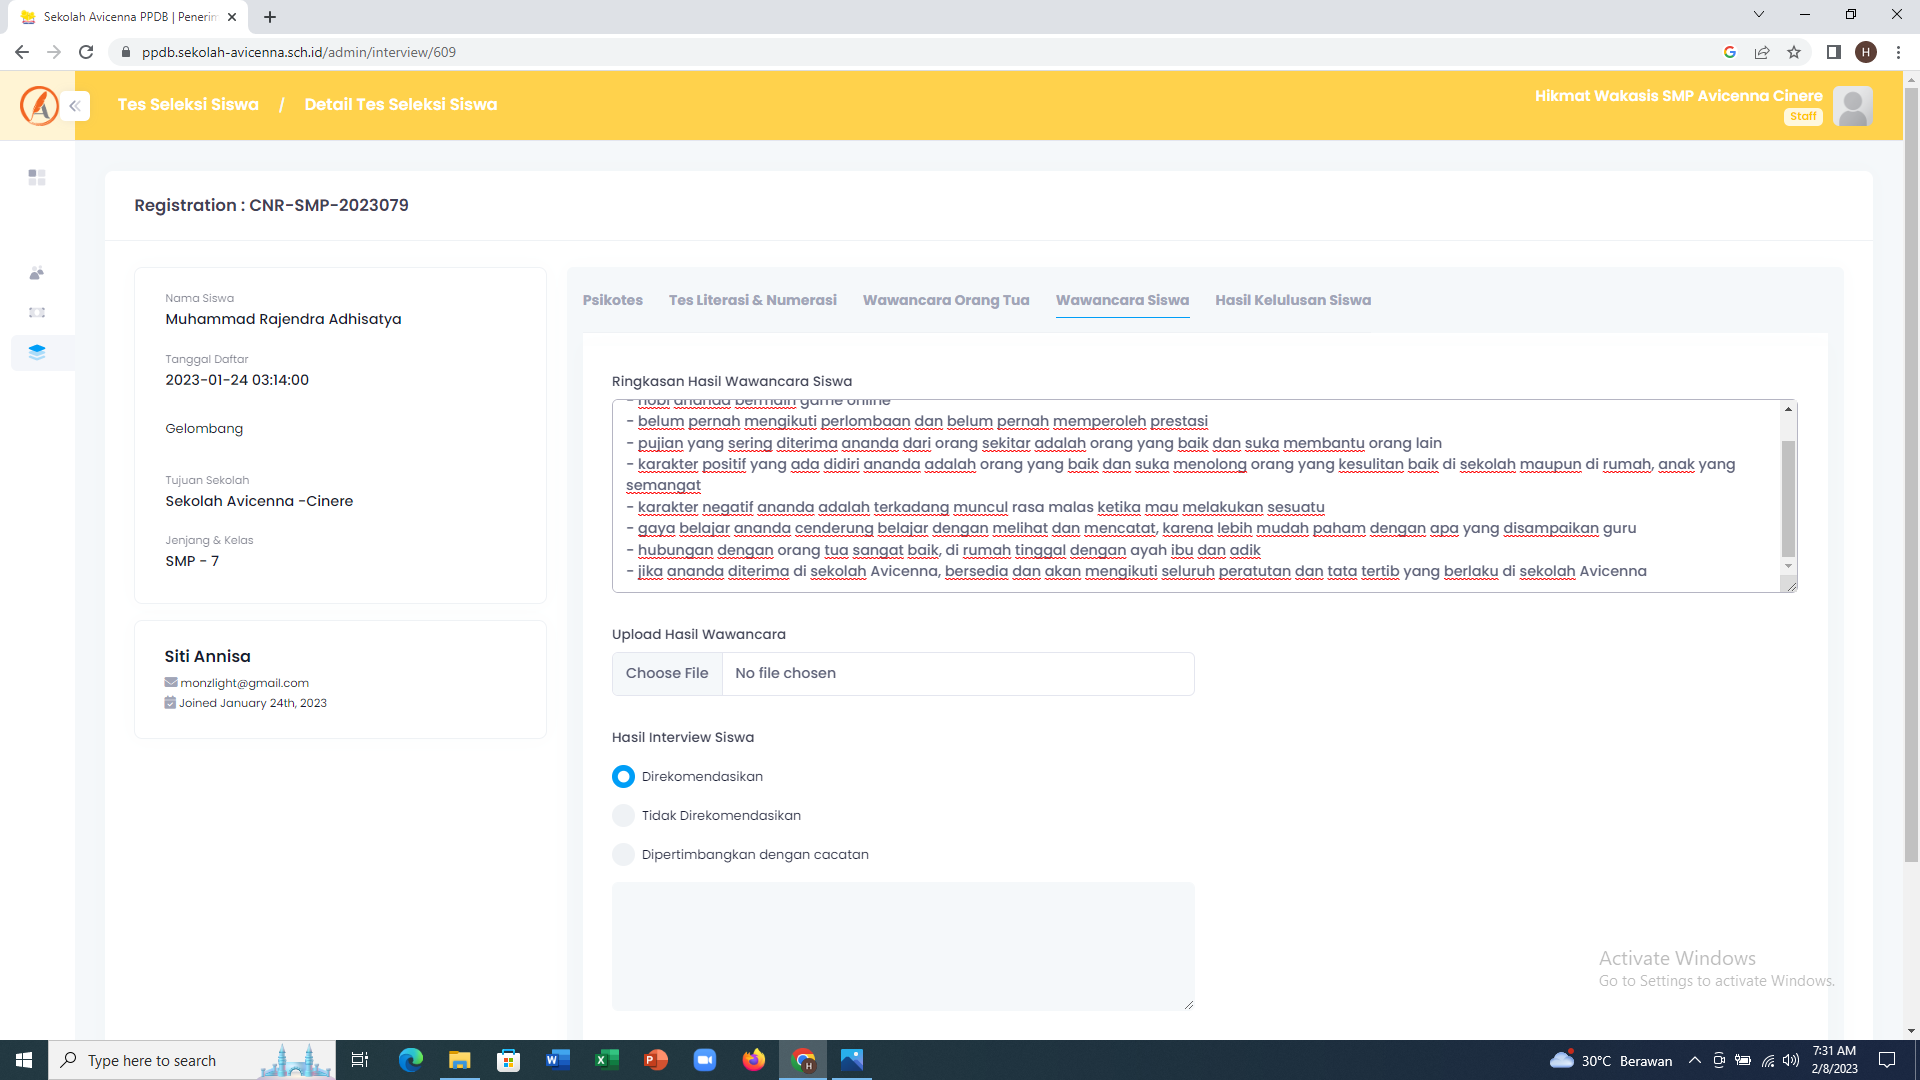 Sekolah Avicenna PPDB | Penerim
ppdb.sekolah-avicenna.sch.id/admin/interview/609
H
Tes Seleksi Siswa / Detail Tes Seleksi Siswa
Hikmat Wakasis SMP Avicenna Cinere
Staff
Registration : CNR-SMP-2023079
Nama Siswa
Muhammad Rajendra Adhisatya
Tanggal Daftar
2023-01-24 03:14:00
Gelombang
Tujuan Sekolah
Sekolah Avicenna -Cinere
Jenjang & Kelas
SMP - 7
Siti Annisa
monzlight@gmail.com
Joined January 24th, 2023
Psikotes Tes Literasi & Numerasi Wawancara Orang Tua Wawancara Siswa Hasil Kelulusan Siswa
Ringkasan Hasil Wawancara Siswa
- hobi ananda bermain game online
- belum pernah mengikuti perlombaan dan belum pernah memperoleh prestasi
- pujian yang sering diterima ananda dari orang sekitar adalah orang yang baik dan suka membantu orang lain
- karakter positif yang ada didiri ananda adalah orang yang baik dan suka menolong orang yang kesulitan baik di sekolah maupun di rumah, anak yang
semangat
- karakter negatif ananda adalah terkadang muncul rasa malas ketika mau melakukan sesuatu
- gaya belajar ananda cenderung belajar dengan melihat dan mencatat, karena lebih mudah paham dengan apa yang disampaikan guru
- hubungan dengan orang tua sangat baik, di rumah tinggal dengan ayah ibu dan adik
- jika ananda diterima di sekolah Avicenna, bersedia dan akan mengikuti seluruh peratutan dan tata tertib yang berlaku di sekolah Avicenna
Upload Hasil Wawancara
Choose File No file chosen
Hasil Interview Siswa
Direkomendasikan
Tidak Direkomendasikan
Dipertimbangkan dengan cacatan
Activate Windows
Go to Settings to activate Windows.
Type here to search
30°C Berawan
7:31 AM
2/8/2023